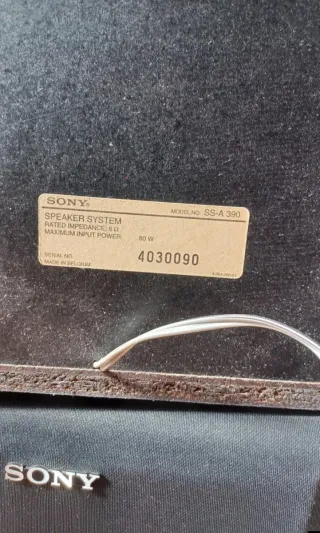 SONY®
MODEL NO. SS-A 390
SPEAKER SYSTEM
RATED IMPEDANCE: 6 Ω
MAXIMUM INPUT POWER: 80 W
SERIAL NO. 4030090
MADE IN BELGIUM
SONY